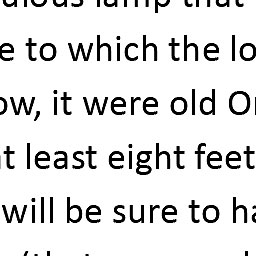 lamp that
e to which the lo
ow, it were old Or
t least eight feet
will be sure to ha